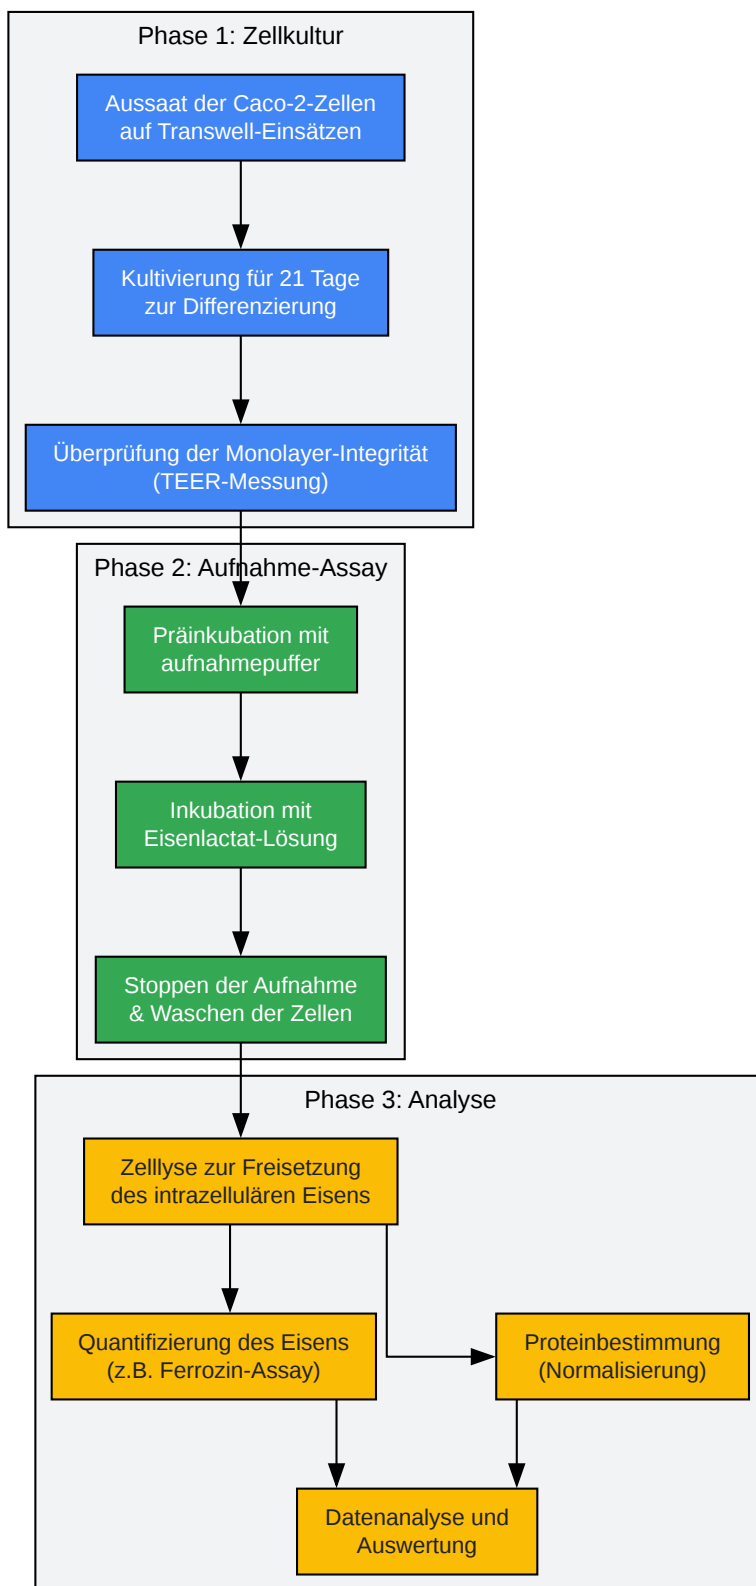 Phase 1: Zellkultur
Aussaat der Caco-2-Zellen
auf Transwell-Einsätzen
Kultivierung für 21 Tage
zur Differenzierung
Überprüfung der Monolayer-Integrität
(TEER-Messung)
Phase 2: Aufnahme-Assay
Präinkubation mit
aufnahmepuffer
Inkubation mit
Eisenlactat-Lösung
Stoppen der Aufnahme
& Waschen der Zellen
Phase 3: Analyse
Zelllyse zur Freisetzung
des intrazellulären Eisens
Quantifizierung des Eisens
(z.B. Ferrozin-Assay)
Proteinbestimmung
(Normalisierung)
Datenanalyse und
Auswertung